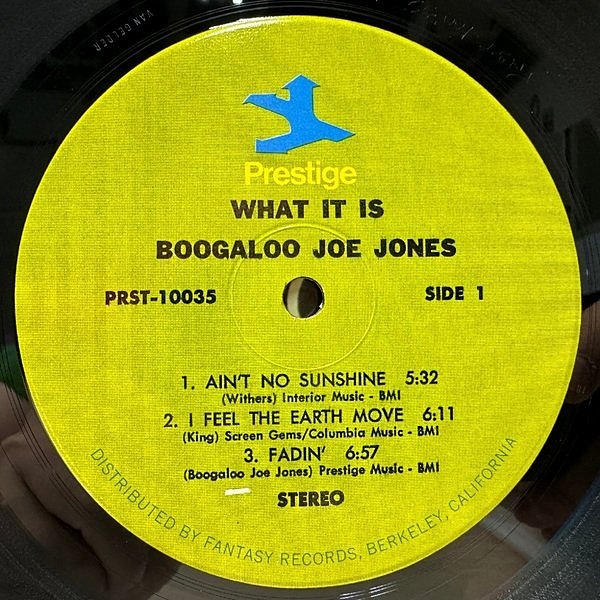 VAN GELDER
Prestige
WHAT IT IS
BOOGALOO JOE JONES
PRST-10035 SIDE 1
1. AIN'T NO SUNSHINE 5:32
(Withers) Interior Music - BMI
2. I FEEL THE EARTH MOVE 6:11
(King) Screen Gems/Columbia Music - BMI
3. FADIN' 6:57
(Boogaloo Joe Jones) Prestige Music - BMI
STEREO
DISTRIBUTED BY FANTASY RECORDS, BERKELEY, CALIFORNIA